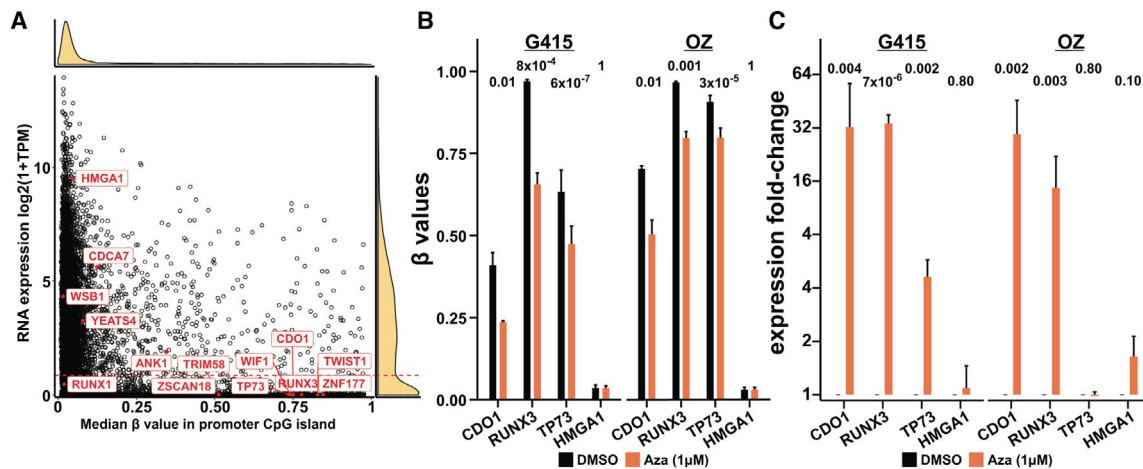 A
RNA expression log2(1+TPM)
10
5
0
HMGA1
CDCA7
WSB1
YEATS4
CDO1
ANK1 TRIM58 WIF1 TWIST1
RUNX1 ZSCAN18 TP73 RUNX3 ZNF177
0 0.25 0.50 0.75 1
Median β value in promoter CpG island
B
G415 OZ
8x10⁻⁴ 1 0.001 1
0.01 6x10⁻⁷ 0.01 3x10⁻⁵
β values
1.00
0.75
0.50
0.25
0.00
CDO1 RUNX3 TP73 HMGA1 CDO1 RUNX3 TP73 HMGA1
DMSO Aza (1μM)
C
G415 OZ
0.004 7x10⁻⁶ 0.002 0.80 0.002 0.003 0.80 0.10
expression fold-change
64
32
16
4
4
2
1
CDO1 RUNX3 TP73 HMGA1 CDO1 RUNX3 TP73 HMGA1
DMSO Aza (1μM)